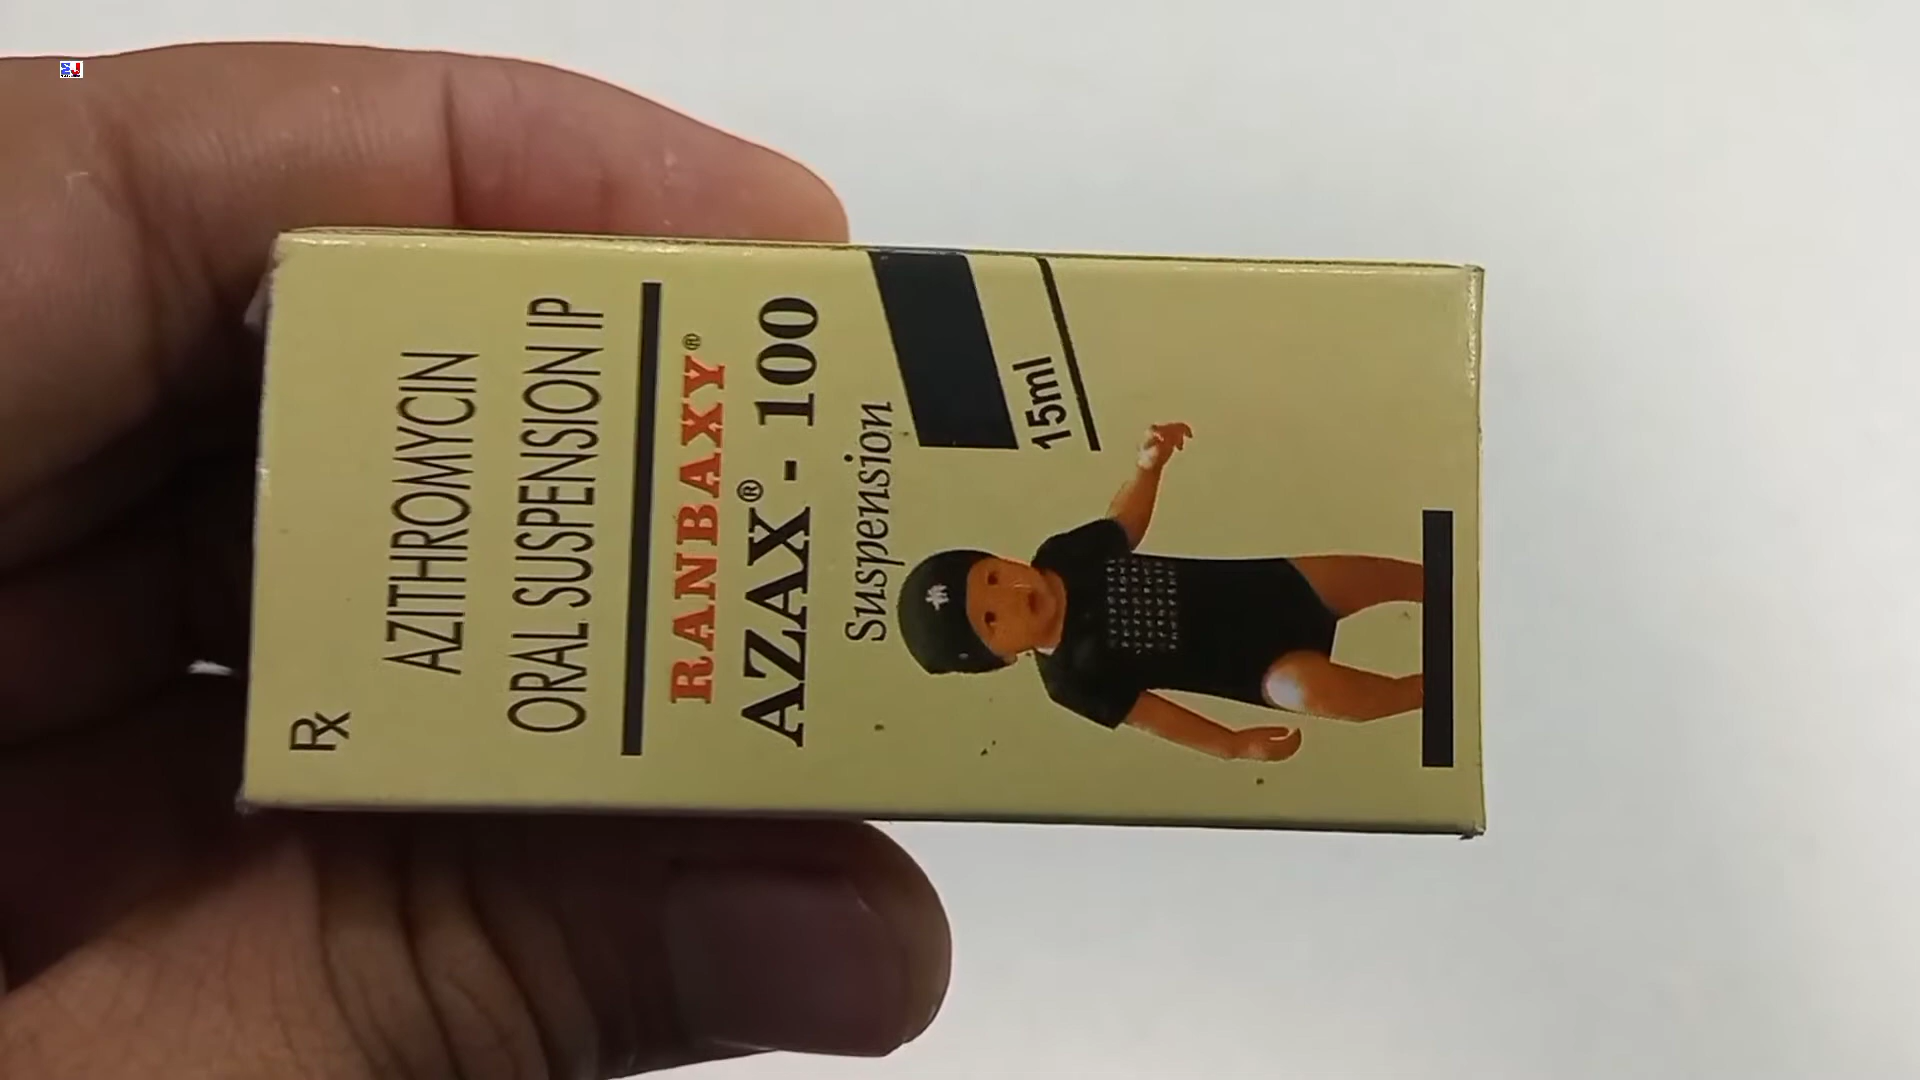 Rx
AZITHROMYCIN
ORAL SUSPENSION IP
RANBAXY®
AZAX® - 100
Suspension
15ml